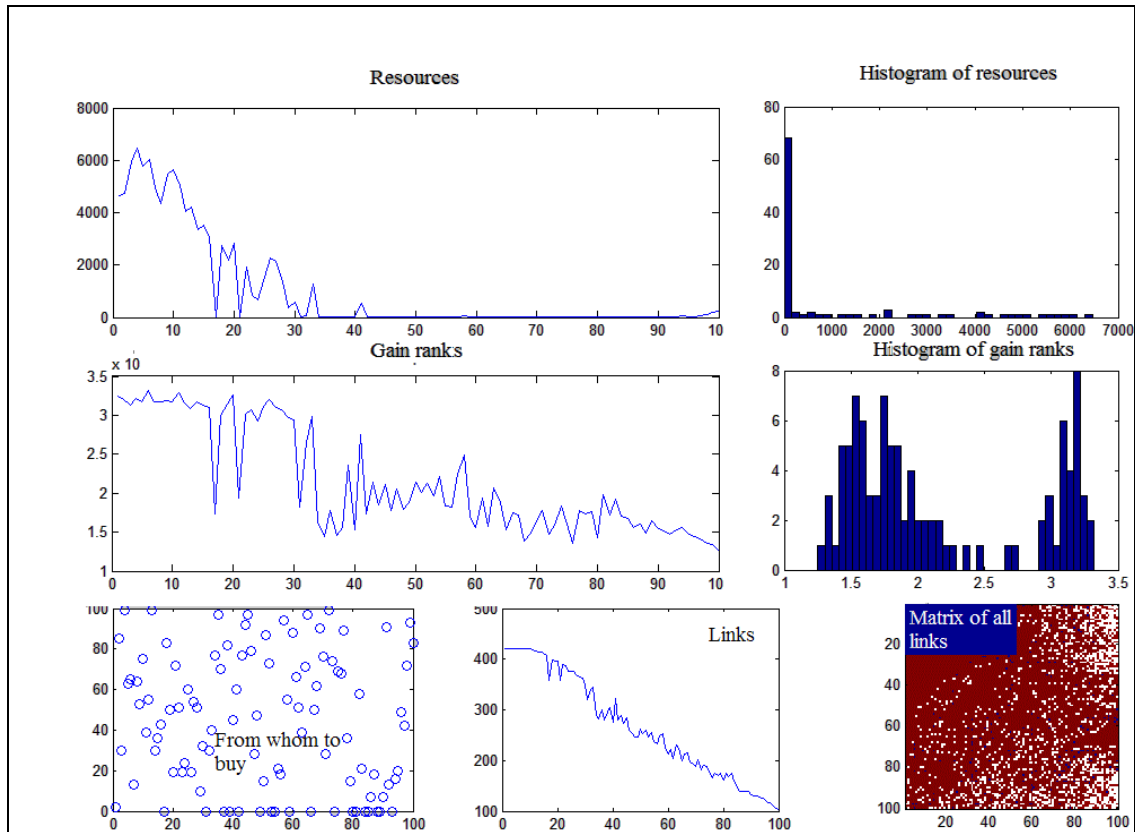 Resources
8000
6000
4000
2000
0
0 10 20 30 40 50 60 70 80 90 10
Histogram of resources
80
60
40
20
0
0 1000 2000 3000 4000 5000 6000 7000
Gain ranks
x 10
3.5
3
2.5
2
1.5
1
0 10 20 30 40 50 60 70 80 90 10
Histogram of gain ranks
8
6
4
2
0
1 1.5 2 2.5 3 3.5
100
80
60
40
20
0
0 20 40 60 80 100
From whom to
buy
500
400
300
200
100
0 20 40 60 80 100
Links
Matrix of all
links
20
40
60
80
100
20 40 60 80 100